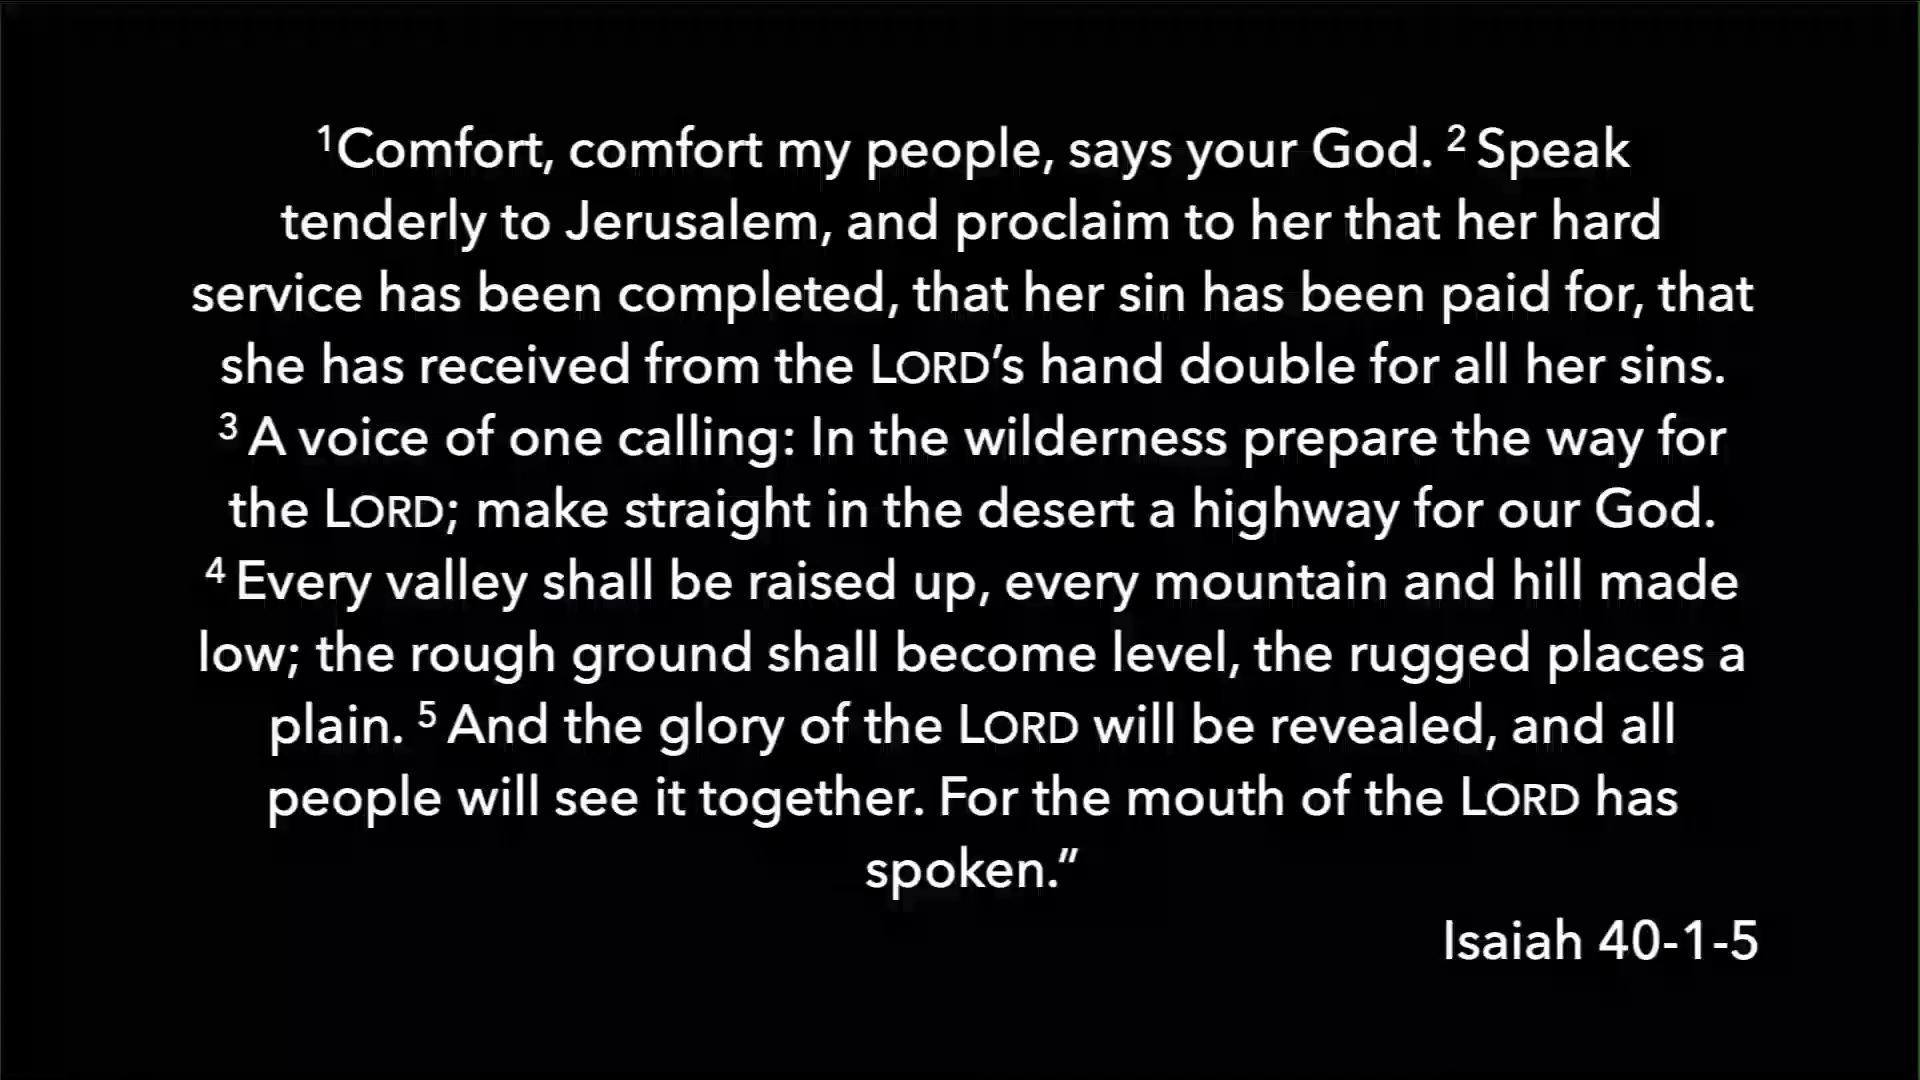 ¹Comfort, comfort my people, says your God. ² Speak
tenderly to Jerusalem, and proclaim to her that her hard
service has been completed, that her sin has been paid for, that
she has received from the LORD’s hand double for all her sins.
³ A voice of one calling: In the wilderness prepare the way for
the LORD; make straight in the desert a highway for our God.
⁴ Every valley shall be raised up, every mountain and hill made
low; the rough ground shall become level, the rugged places a
plain. ⁵ And the glory of the LORD will be revealed, and all
people will see it together. For the mouth of the LORD has
spoken.”
Isaiah 40-1-5